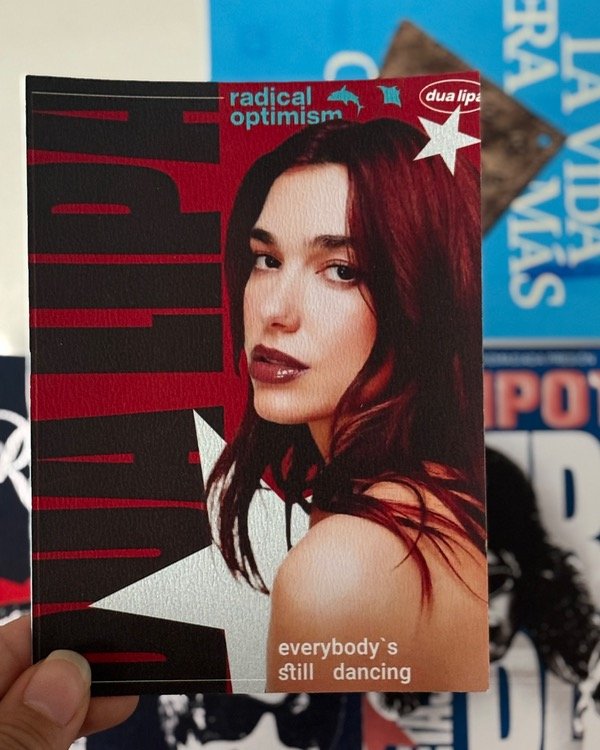 radical
optimism
dua lipa
DUA LIPA
everybody`s
still dancing
LA VIDA
ERA MÁS